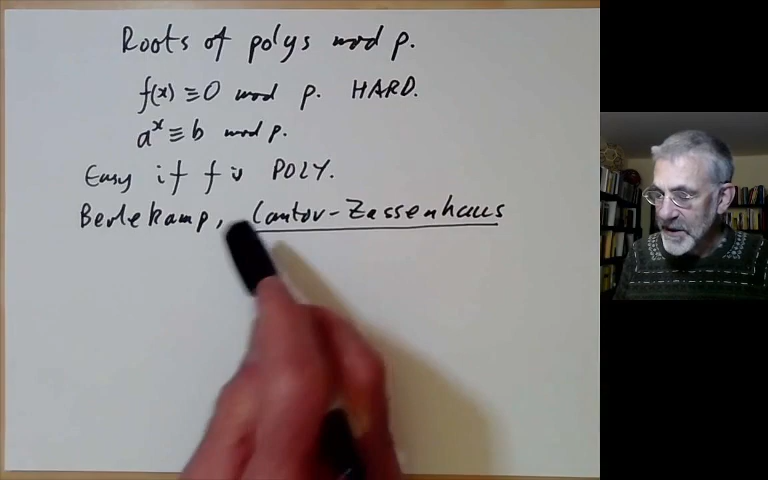 Roots of polys mod p.
f(x) ≡ 0 mod p. HARD.
a^x ≡ b mod p.
Easy if f is POLY.
Berlekamp, Cantor-Zassenhaus